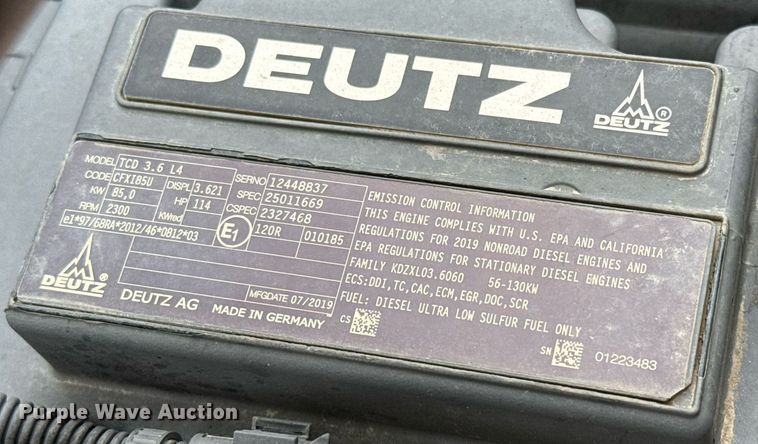 DEUTZ
DEUTZ ®
MODEL TCD 3.6 L4
CODE CFXI85U DISPL 3.621
KW 85,0 HP 114
RPM 2300 KWred
e1*97/68RA*2012/46*0812*03
SERNO 12448837
SPEC 25011669
CSPEC 2327468
E1 120R 010185
DEUTZ ®
DEUTZ AG
MFGDATE 07/2019
MADE IN GERMANY
EMISSION CONTROL INFORMATION
THIS ENGINE COMPLIES WITH U.S. EPA AND CALIFORNIA
REGULATIONS FOR 2019 NONROAD DIESEL ENGINES AND
EPA REGULATIONS FOR STATIONARY DIESEL ENGINES
FAMILY KDZXL03.6060 56-130KW
ECS:DDI,TC,CAC,ECM,EGR,DOC,SCR
FUEL: DIESEL ULTRA LOW SULFUR FUEL ONLY
CS
SN 01223483
Purple Wave Auction